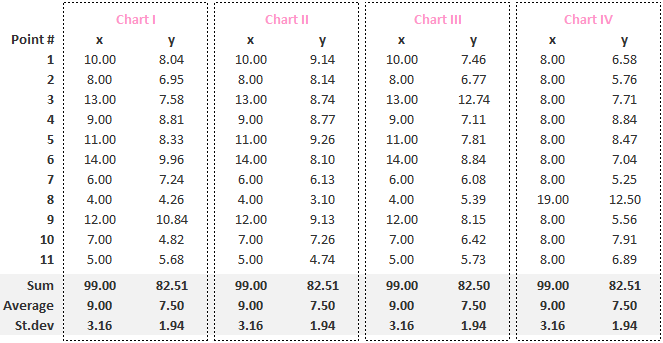 Chart I Chart II Chart III Chart IV
Point # x y x y x y x y
1 10.00 8.04 10.00 9.14 10.00 7.46 8.00 6.58
2 8.00 6.95 8.00 8.14 8.00 6.77 8.00 5.76
3 13.00 7.58 13.00 8.74 13.00 12.74 8.00 7.71
4 9.00 8.81 9.00 8.77 9.00 7.11 8.00 8.84
5 11.00 8.33 11.00 9.26 11.00 7.81 8.00 8.47
6 14.00 9.96 14.00 8.10 14.00 8.84 8.00 7.04
7 6.00 7.24 6.00 6.13 6.00 6.08 8.00 5.25
8 4.00 4.26 4.00 3.10 4.00 5.39 19.00 12.50
9 12.00 10.84 12.00 9.13 12.00 8.15 8.00 5.56
10 7.00 4.82 7.00 7.26 7.00 6.42 8.00 7.91
11 5.00 5.68 5.00 4.74 5.00 5.73 8.00 6.89
Sum 99.00 82.51 99.00 82.51 99.00 82.50 99.00 82.51
Average 9.00 7.50 9.00 7.50 9.00 7.50 9.00 7.50
St.dev 3.16 1.94 3.16 1.94 3.16 1.94 3.16 1.94